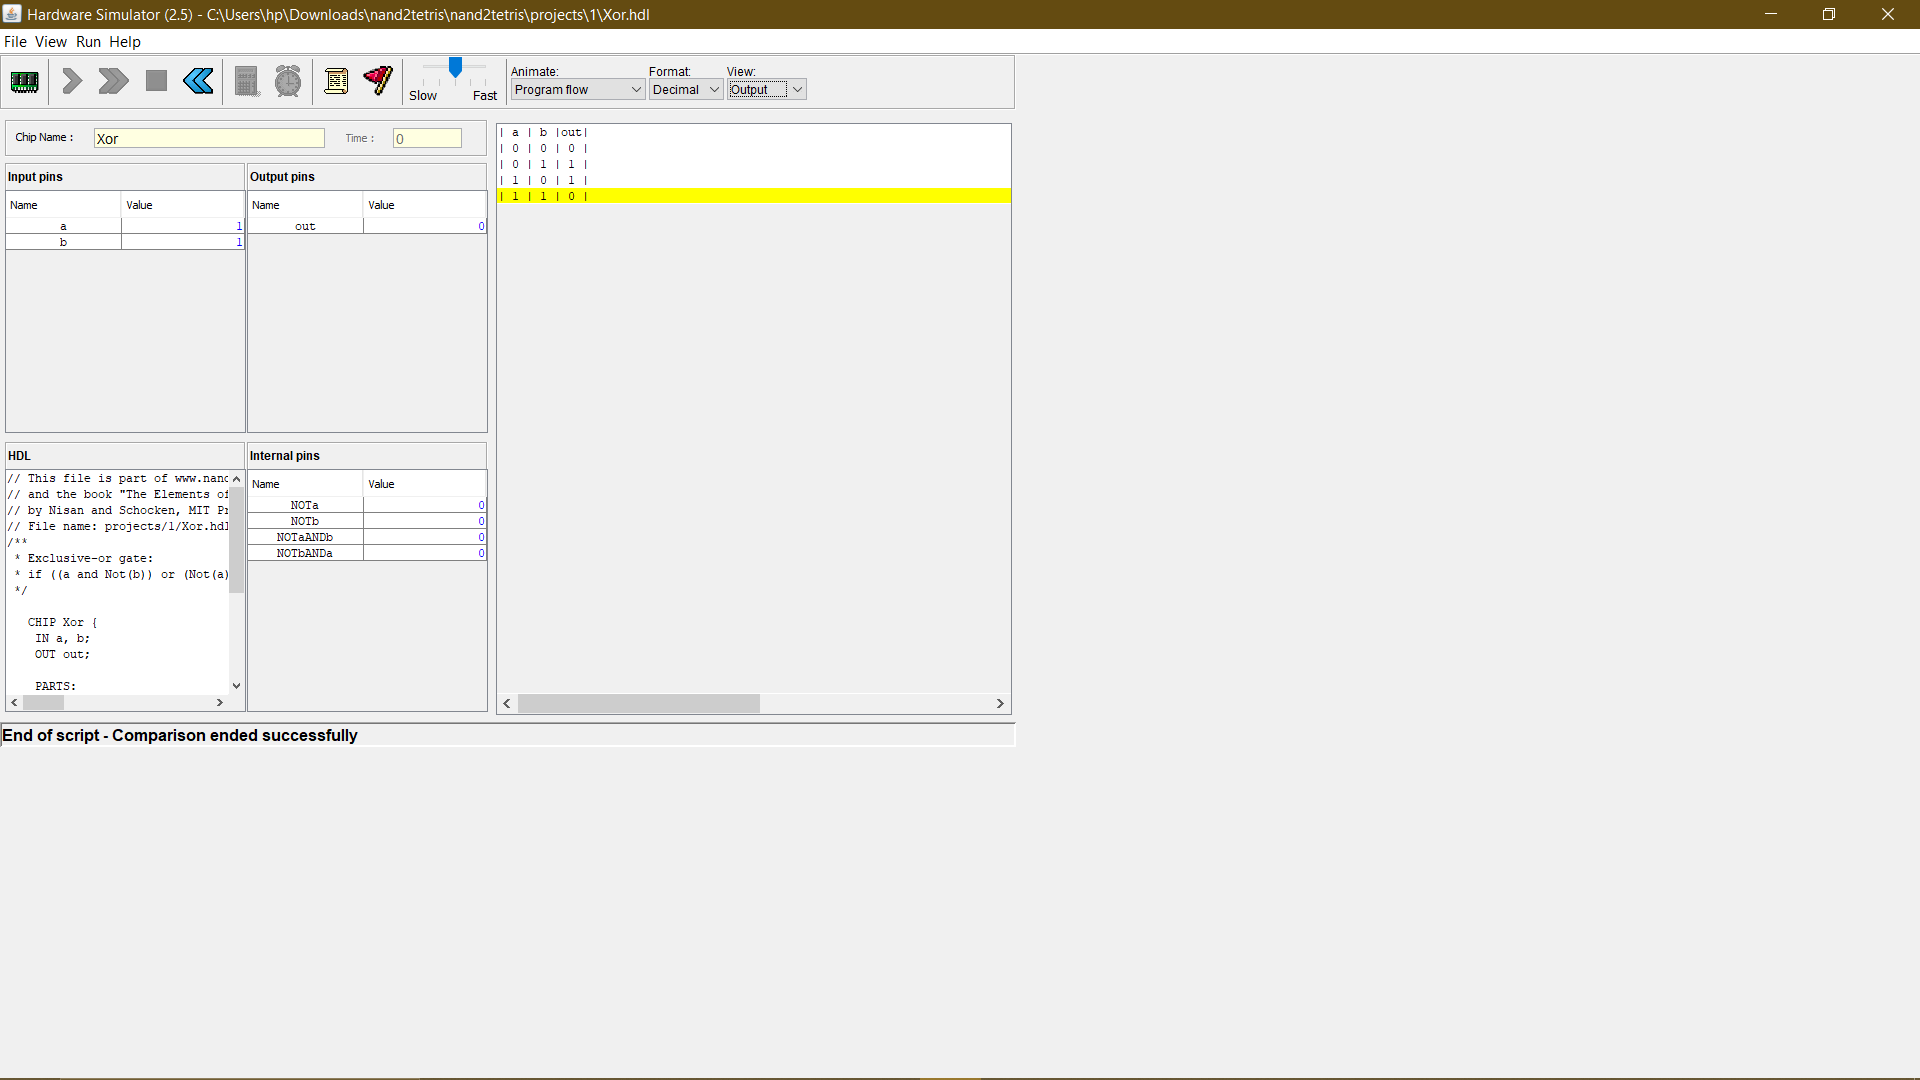 Hardware Simulator (2.5) - C:\Users\hp\Downloads\nand2tetris\nand2tetris\projects\1\Xor.hdl
File View Run Help
Slow Fast
Animate: Format: View:
Program flow Decimal Output
Chip Name : Xor Time : 0
Input pins
Name Value
a 1
b 1
Output pins
Name Value
out 0
| a | b |out|
| 0 | 0 | 0 |
| 0 | 1 | 1 |
| 1 | 0 | 1 |
| 1 | 1 | 0 |
HDL
// This file is part of www.nand
// and the book "The Elements of
// by Nisan and Schocken, MIT Pr
// File name: projects/1/Xor.hdl
/**
* Exclusive-or gate:
* if ((a and Not(b)) or (Not(a)
*/
CHIP Xor {
IN a, b;
OUT out;
PARTS:
Internal pins
Name Value
NOTa 0
NOTb 0
NOTaANDb 0
NOTbANDa 0
End of script - Comparison ended successfully